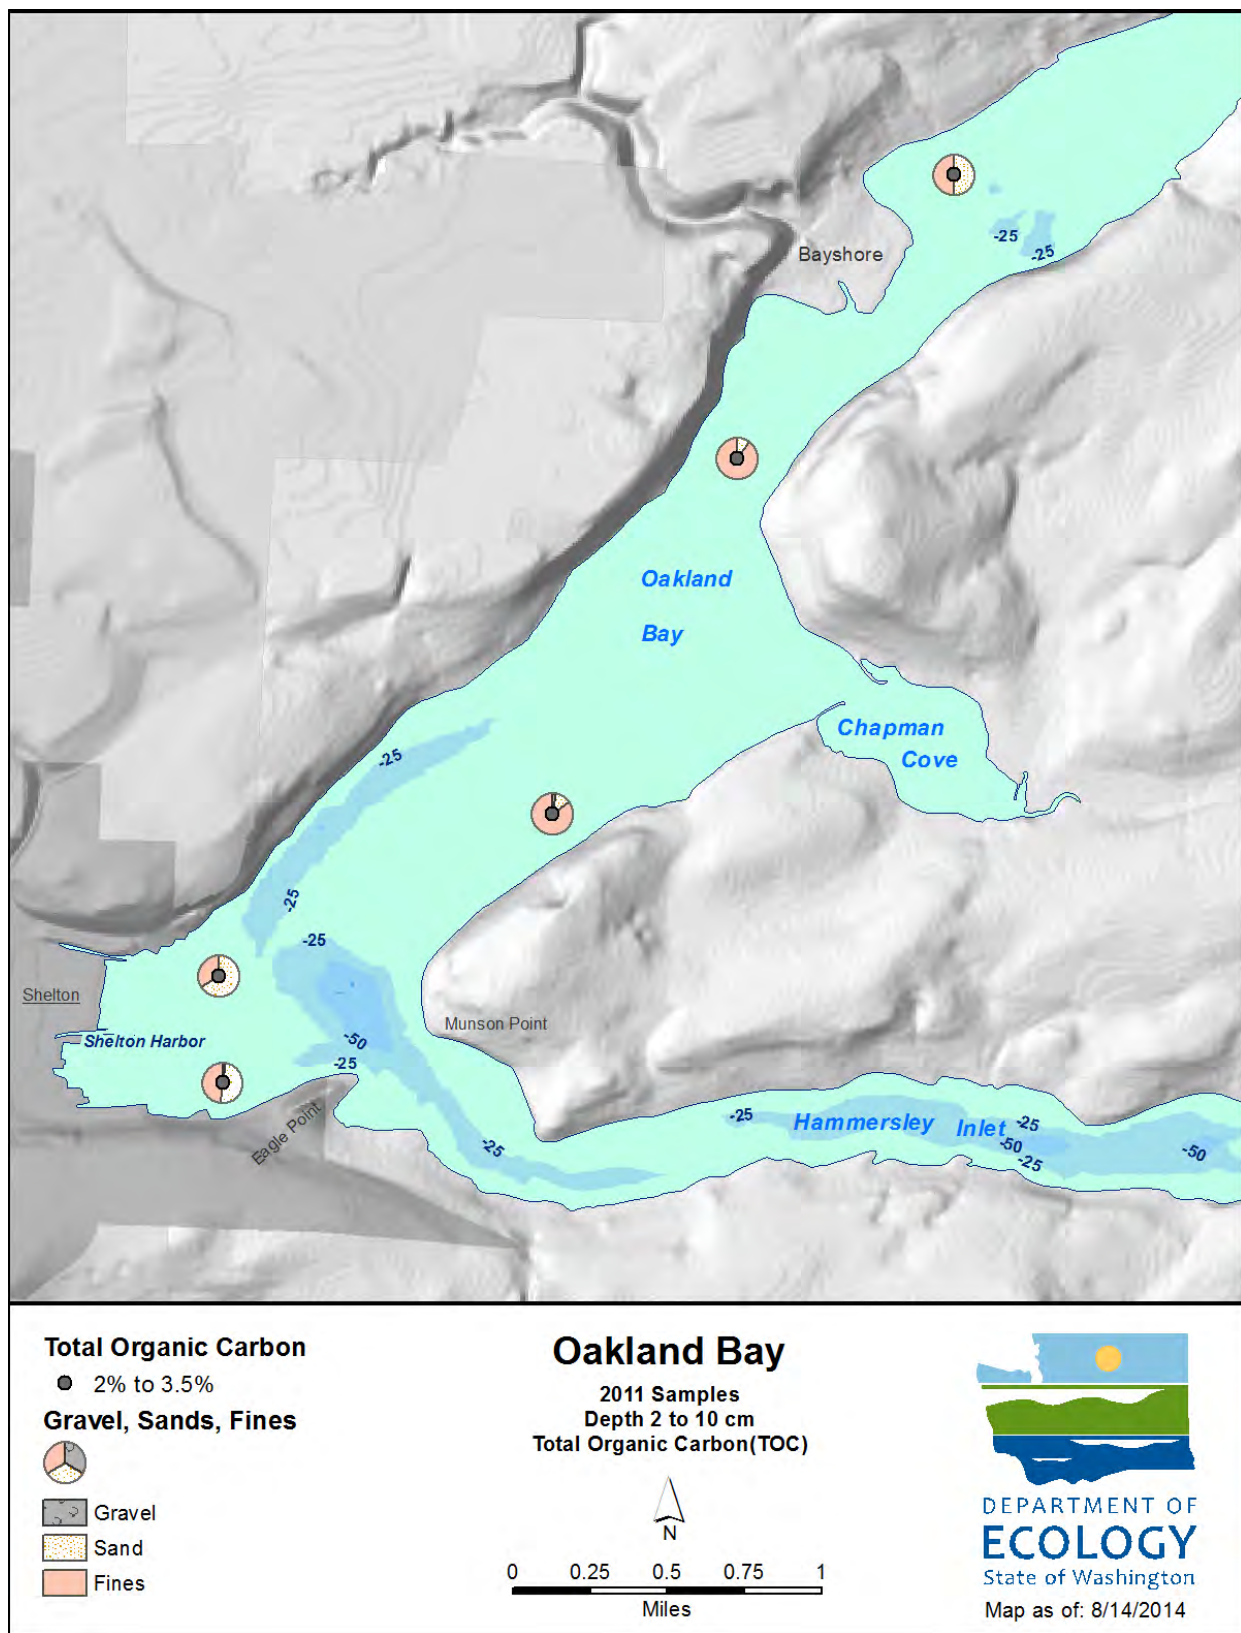 -25
-25
Bayshore
Oakland
Bay
Chapman
Cove
-25
-25
-25
Shelton
Munson Point
Shelton Harbor
-50
-25
Eagle Point
-25
-25
Hammersley Inlet
-25
-50
-25
-50
Total Organic Carbon
2% to 3.5%
Gravel, Sands, Fines
Gravel
Sand
Fines
Oakland Bay
2011 Samples
Depth 2 to 10 cm
Total Organic Carbon(TOC)
N
0 0.25 0.5 0.75 1
Miles
DEPARTMENT OF
ECOLOGY
State of Washington
Map as of: 8/14/2014